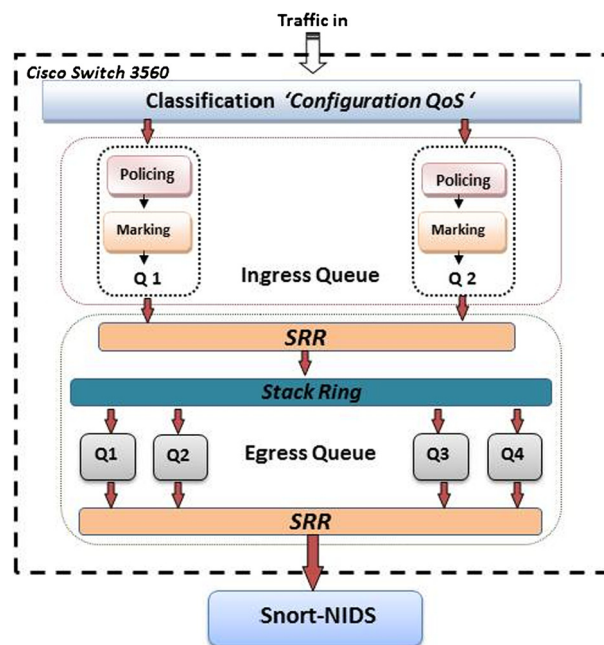 Traffic in
Cisco Switch 3560
Classification ‘Configuration QoS ‘
Policing
Policing
Marking
Marking
Q 1
Ingress Queue
Q 2
SRR
Stack Ring
Q1
Q2
Egress Queue
Q3
Q4
SRR
Snort-NIDS